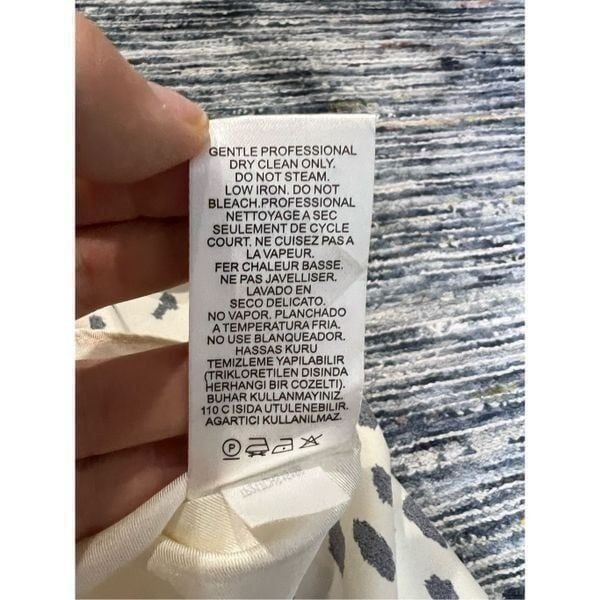 GENTLE PROFESSIONAL
DRY CLEAN ONLY.
DO NOT STEAM.
LOW IRON. DO NOT
BLEACH.PROFESSIONAL
NETTOYAGE A SEC
SEULEMENT DE CYCLE
COURT. NE CUISEZ PAS A
LA VAPEUR.
FER CHALEUR BASSE.
NE PAS JAVELLISER.
LAVADO EN
SECO DELICATO.
NO VAPOR. PLANCHADO
A TEMPERATURA FRIA.
NO USE BLANQUEADOR.
HASSAS KURU
TEMIZLEME YAPILABILIR
(TRIKLORETILEN DISINDA
HERHANGI BIR COZELTI).
BUHAR KULLANMAYINIZ.
110 C ISIDA UTULENEBILIR.
AGARTICI KULLANILMAZ.
P